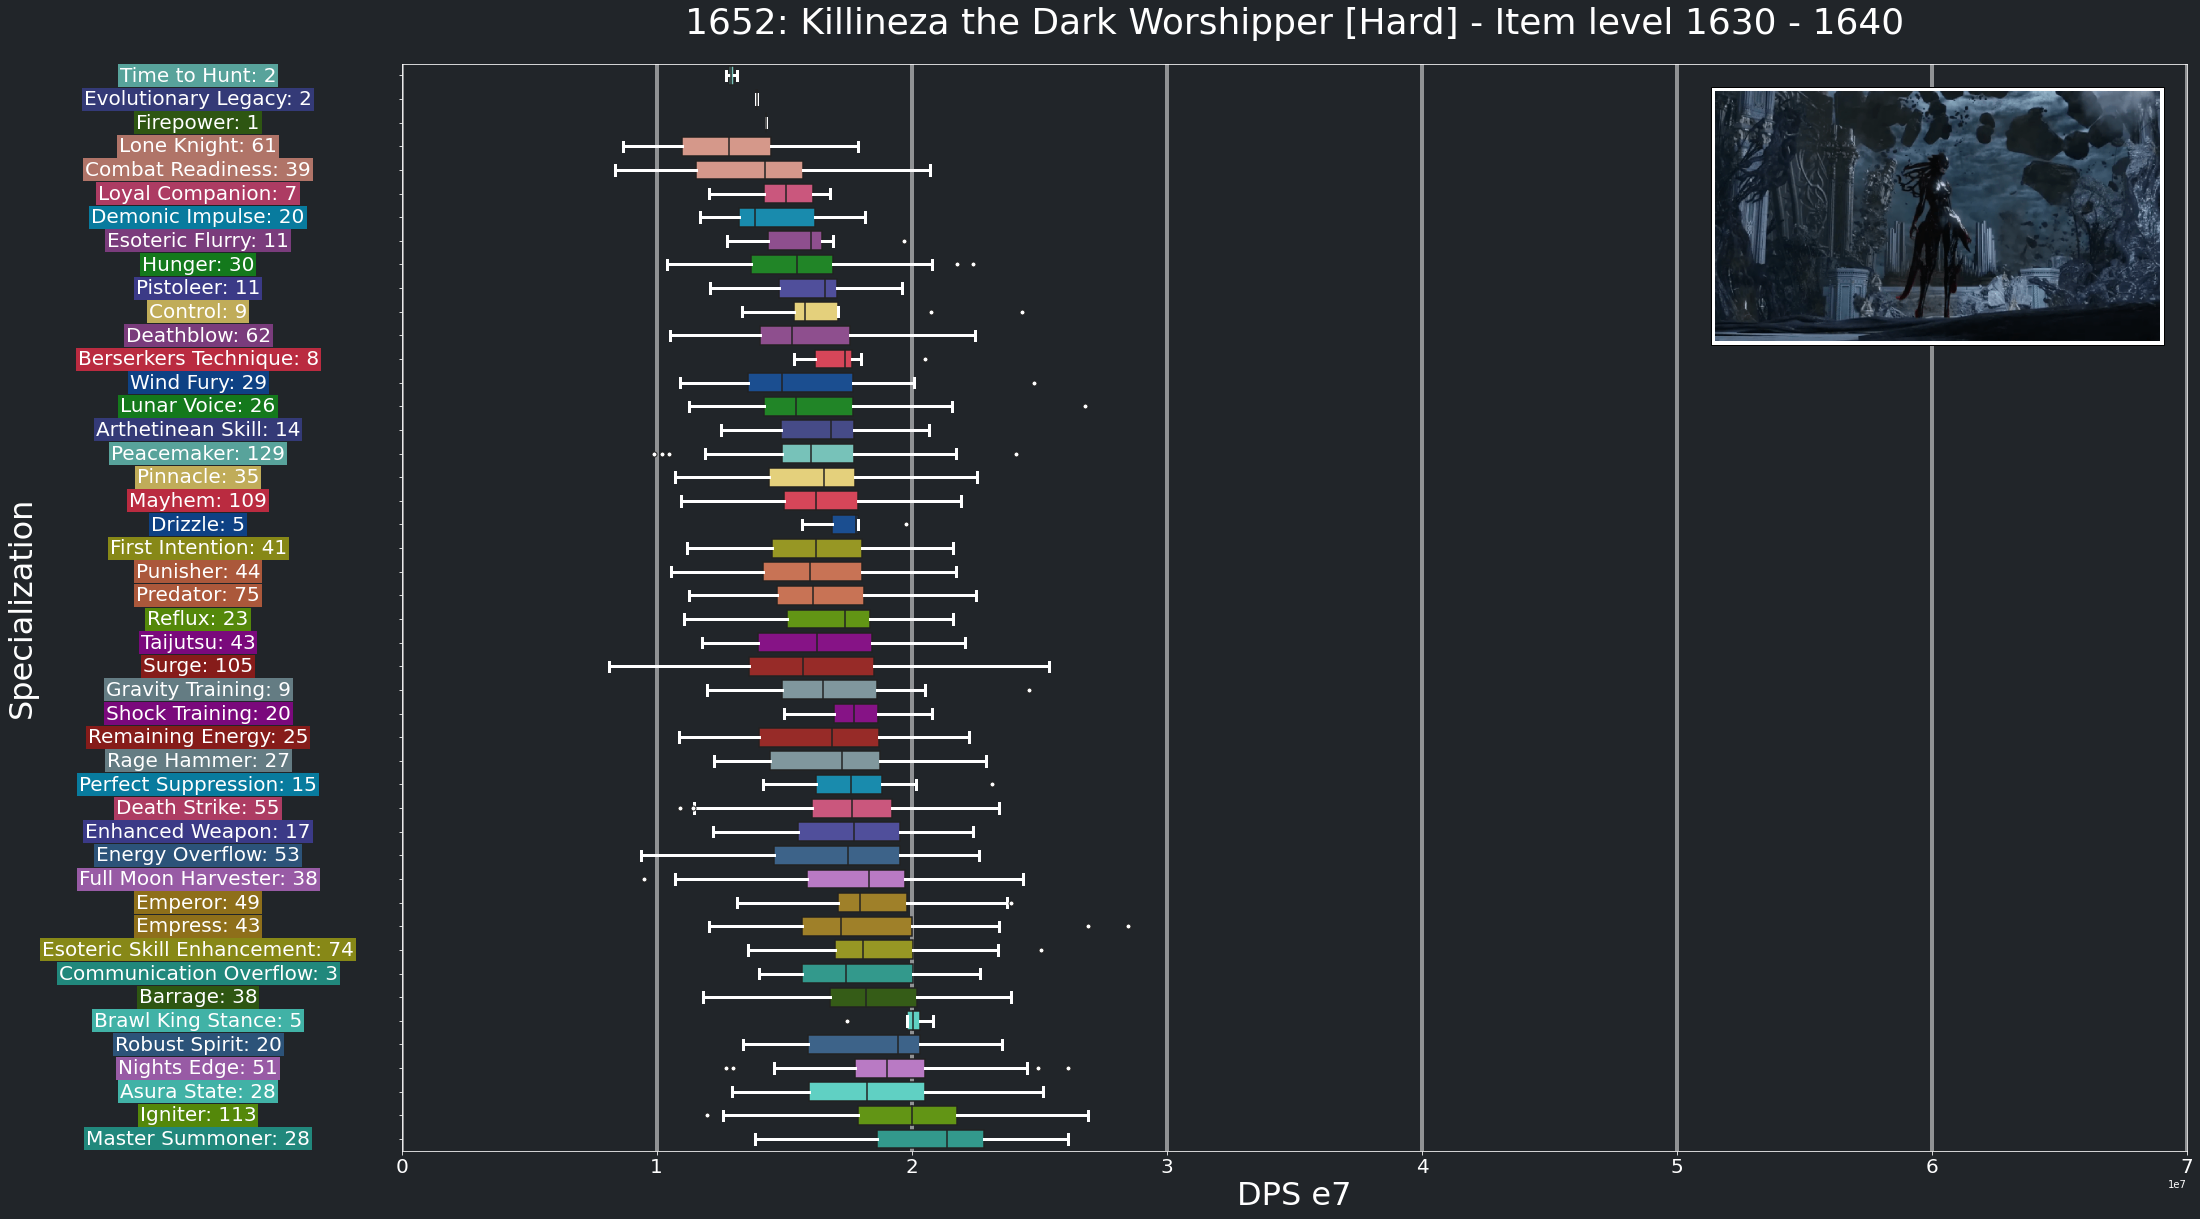 1652: Killineza the Dark Worshipper [Hard] - Item level 1630 - 1640
Time to Hunt: 2
Evolutionary Legacy: 2
Firepower: 1
Lone Knight: 61
Combat Readiness: 39
Loyal Companion: 7
Demonic Impulse: 20
Esoteric Flurry: 11
Hunger: 30
Pistoleer: 11
Control: 9
Deathblow: 62
Berserkers Technique: 8
Wind Fury: 29
Lunar Voice: 26
Arthetinean Skill: 14
Peacemaker: 129
Pinnacle: 35
Mayhem: 109
Drizzle: 5
First Intention: 41
Punisher: 44
Predator: 75
Reflux: 23
Taijutsu: 43
Surge: 105
Gravity Training: 9
Shock Training: 20
Remaining Energy: 25
Rage Hammer: 27
Perfect Suppression: 15
Death Strike: 55
Enhanced Weapon: 17
Energy Overflow: 53
Full Moon Harvester: 38
Emperor: 49
Empress: 43
Esoteric Skill Enhancement: 74
Communication Overflow: 3
Barrage: 38
Brawl King Stance: 5
Robust Spirit: 20
Nights Edge: 51
Asura State: 28
Igniter: 113
Master Summoner: 28
Specialization
0 1 2 3 4 5 6 7
1e7
DPS e7